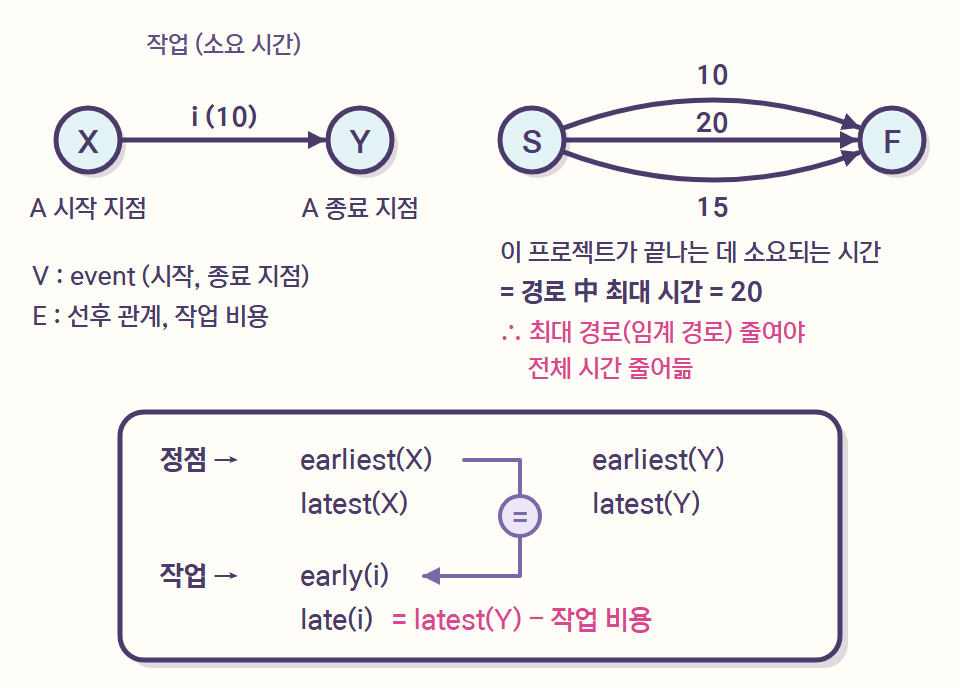 작업 (소요 시간)
i (10)
X
Y
A 시작 지점
A 종료 지점
V : event (시작, 종료 지점)
E : 선후 관계, 작업 비용
10
20
S
F
15
이 프로젝트가 끝나는 데 소요되는 시간
= 경로 中 최대 시간 = 20
∴ 최대 경로(임계 경로) 줄여야
전체 시간 줄어듦
정점 → earliest(X) earliest(Y)
latest(X) latest(Y)
=
작업 → early(i)
late(i) = latest(Y) − 작업 비용